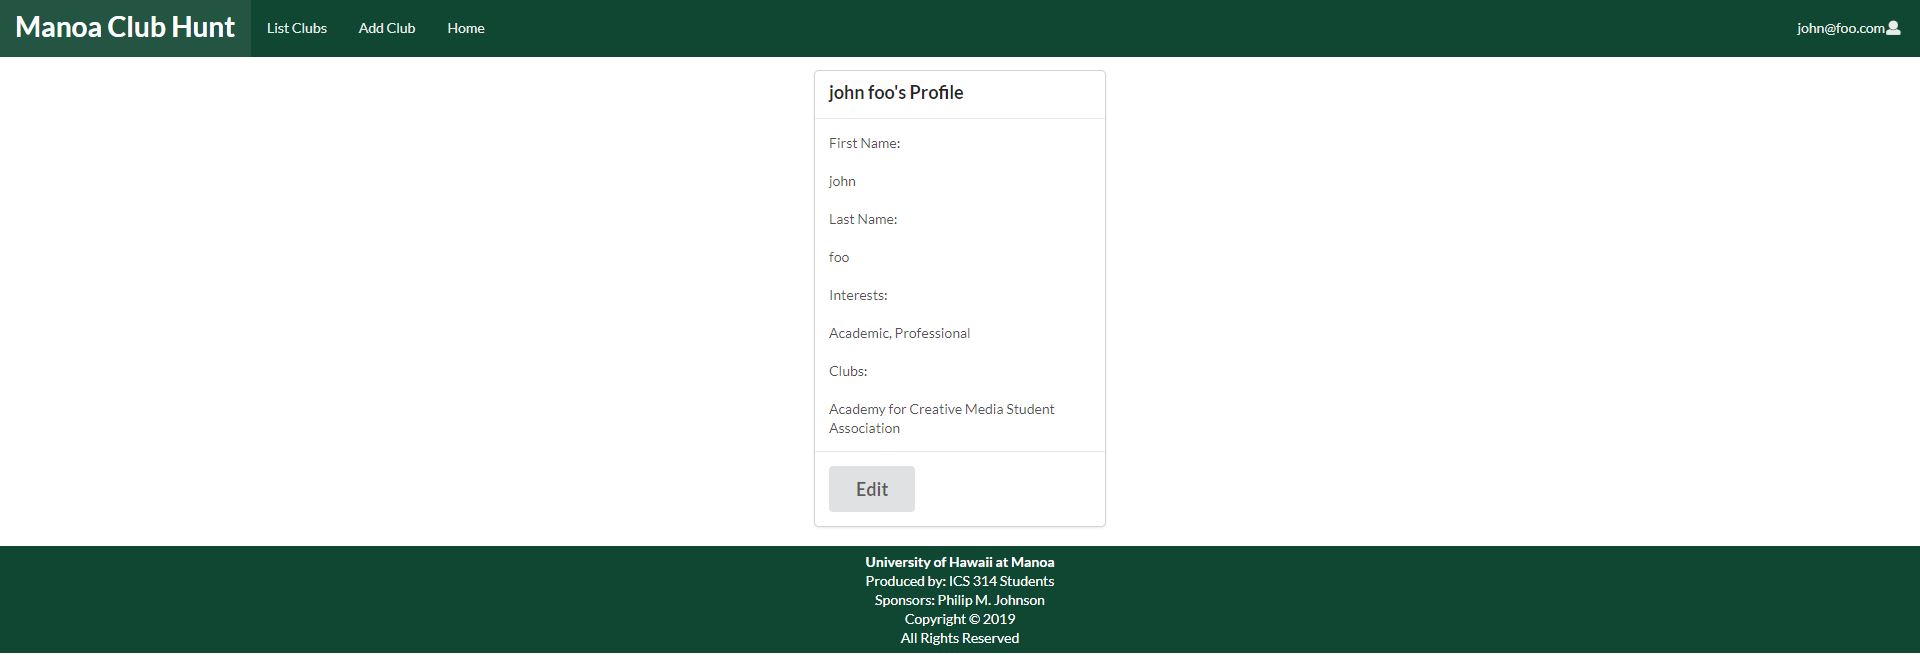 Manoa Club Hunt
List Clubs
Add Club
Home
john@foo.com
john foo's Profile
First Name:
john
Last Name:
foo
Interests:
Academic, Professional
Clubs:
Academy for Creative Media Student
Association
Edit
University of Hawaii at Manoa
Produced by: ICS 314 Students
Sponsors: Philip M. Johnson
Copyright © 2019
All Rights Reserved